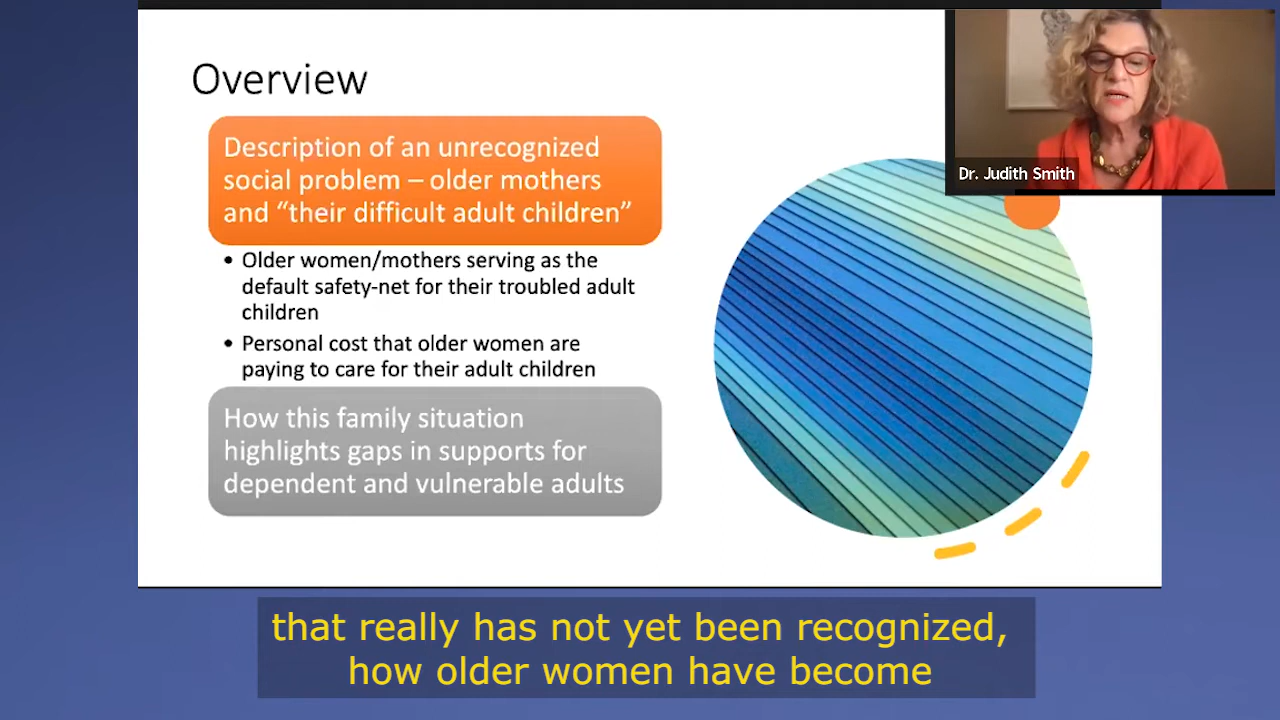 Overview
Description of an unrecognized
social problem – older mothers
and “their difficult adult children”
• Older women/mothers serving as the
default safety-net for their troubled adult
children
• Personal cost that older women are
paying to care for their adult children
How this family situation
highlights gaps in supports for
dependent and vulnerable adults
Dr. Judith Smith
that really has not yet been recognized,
how older women have become